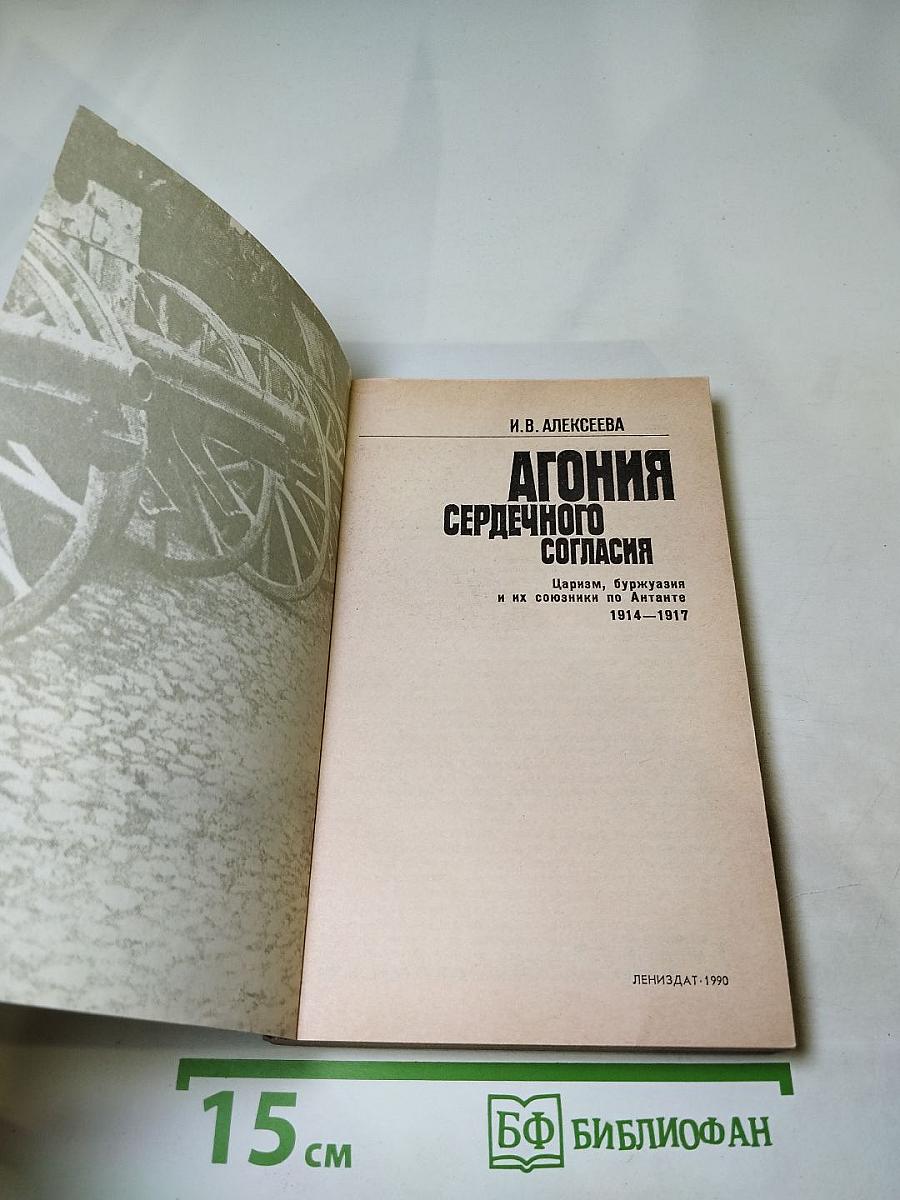 И.В. АЛЕКСЕЕВА
АГОНИЯ
СЕРДЕЧНОГО
СОГЛАСИЯ
Царизм, буржуазия
и их союзники по Антанте
1914—1917
ЛЕНИЗДАТ·1990
15 см
БФ БИБЛИОФАН